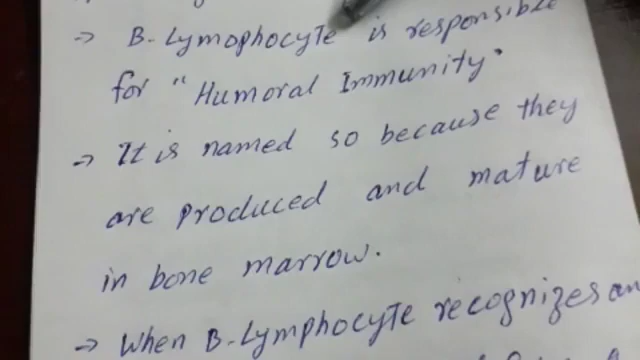 → B-Lymophocyte is responsible
for "Humoral Immunity"
→ It is named so because they
are produced and mature
in bone marrow.
→ When B-Lymphocyte recognizes an